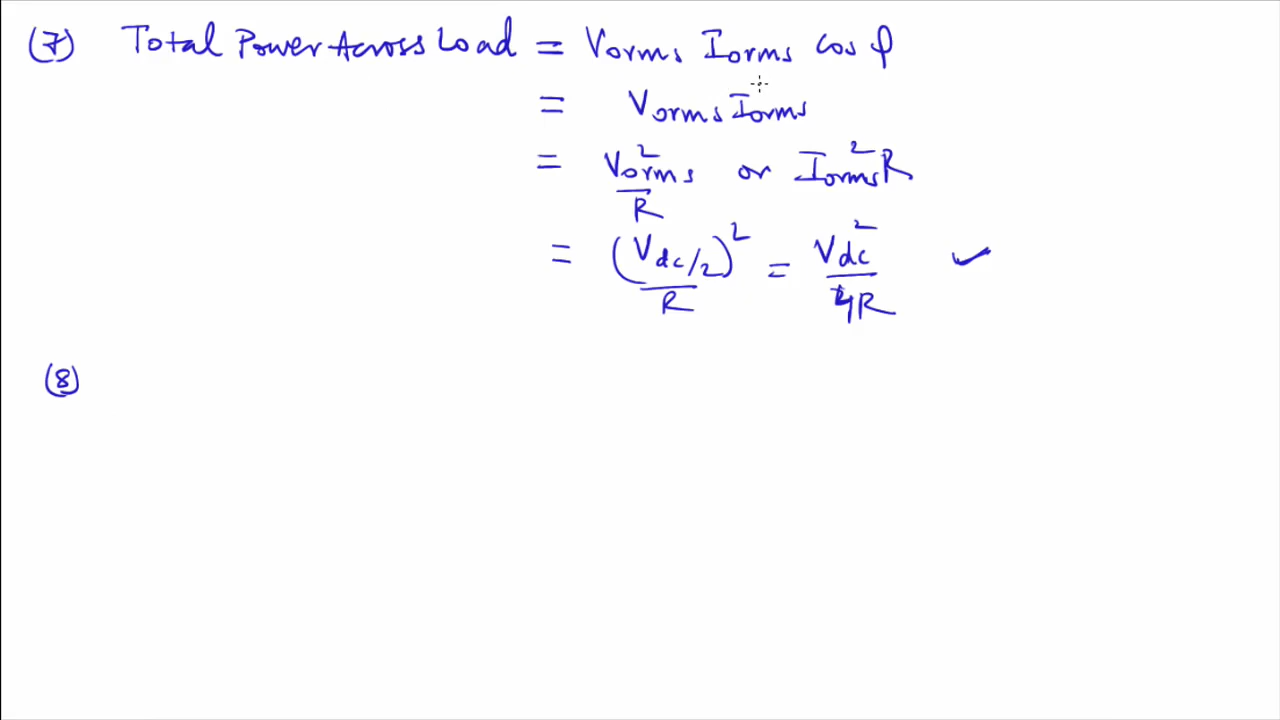 (7) Total Power Across Load = Vorms Iorms cos φ
= Vorms Iorms
= Vorms²/R or Iorms² R
= (Vdc/2)²/R = Vdc²/4R ✓
(8)